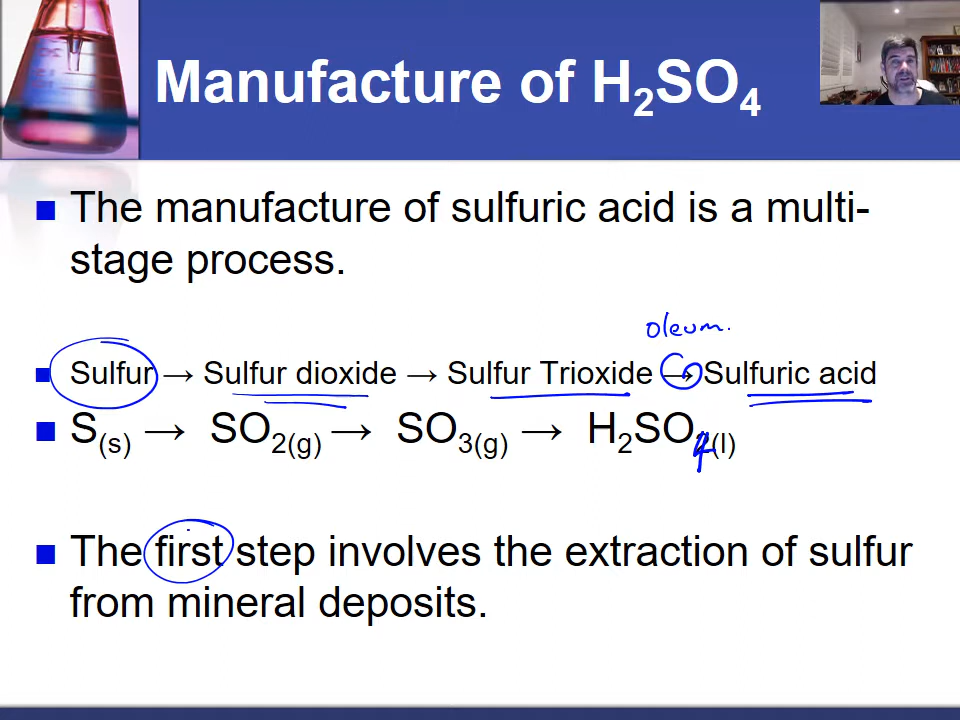 Manufacture of H₂SO₄
■ The manufacture of sulfuric acid is a multi-
stage process.
oleum.
■ Sulfur → Sulfur dioxide → Sulfur Trioxide → Sulfuric acid
■ S(s) → SO₂(g) → SO₃(g) → H₂SO₄(l)
■ The first step involves the extraction of sulfur
from mineral deposits.